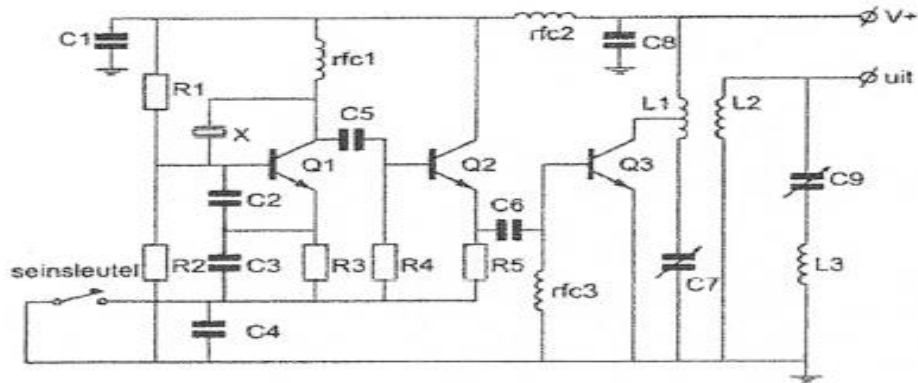 V+
C1
rfc1
rfc2
C8
R1
C5
L1
L2
uit
X
Q1
Q2
Q3
C9
C2
C6
seinsleutel
R2
C3
R3
R4
R5
rfc3
C7
L3
C4